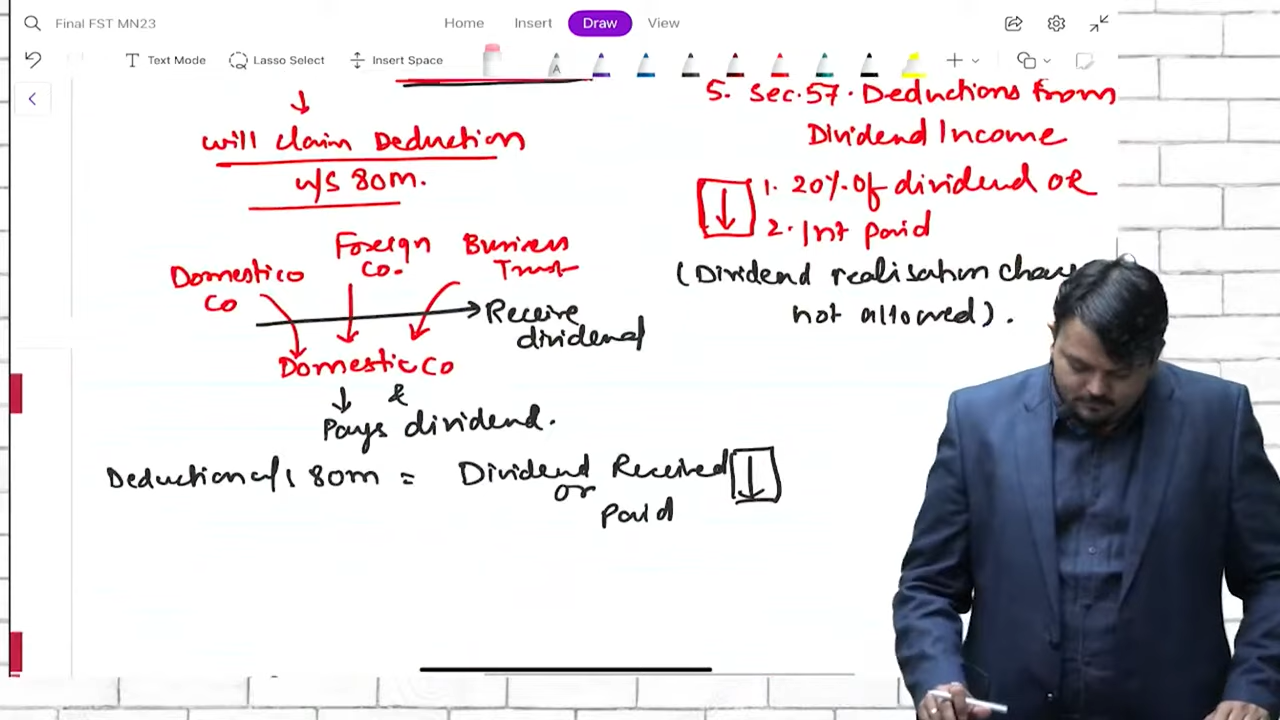 Final FST MN23
Home
Insert
Draw
View
Text Mode
Lasso Select
Insert Space
will claim Deduction
u/s 80m.
Domestico
Co
Foreign
Co.
Business
Trust
Receive
dividend
Domestic Co
&
Pays dividend.
Deduction u/s 80m = Dividend Received
or
Paid
5. Sec.57. Deductions from
Dividend Income
1. 20% of dividend OR
2. Int paid
(Dividend realisation
not allowed).